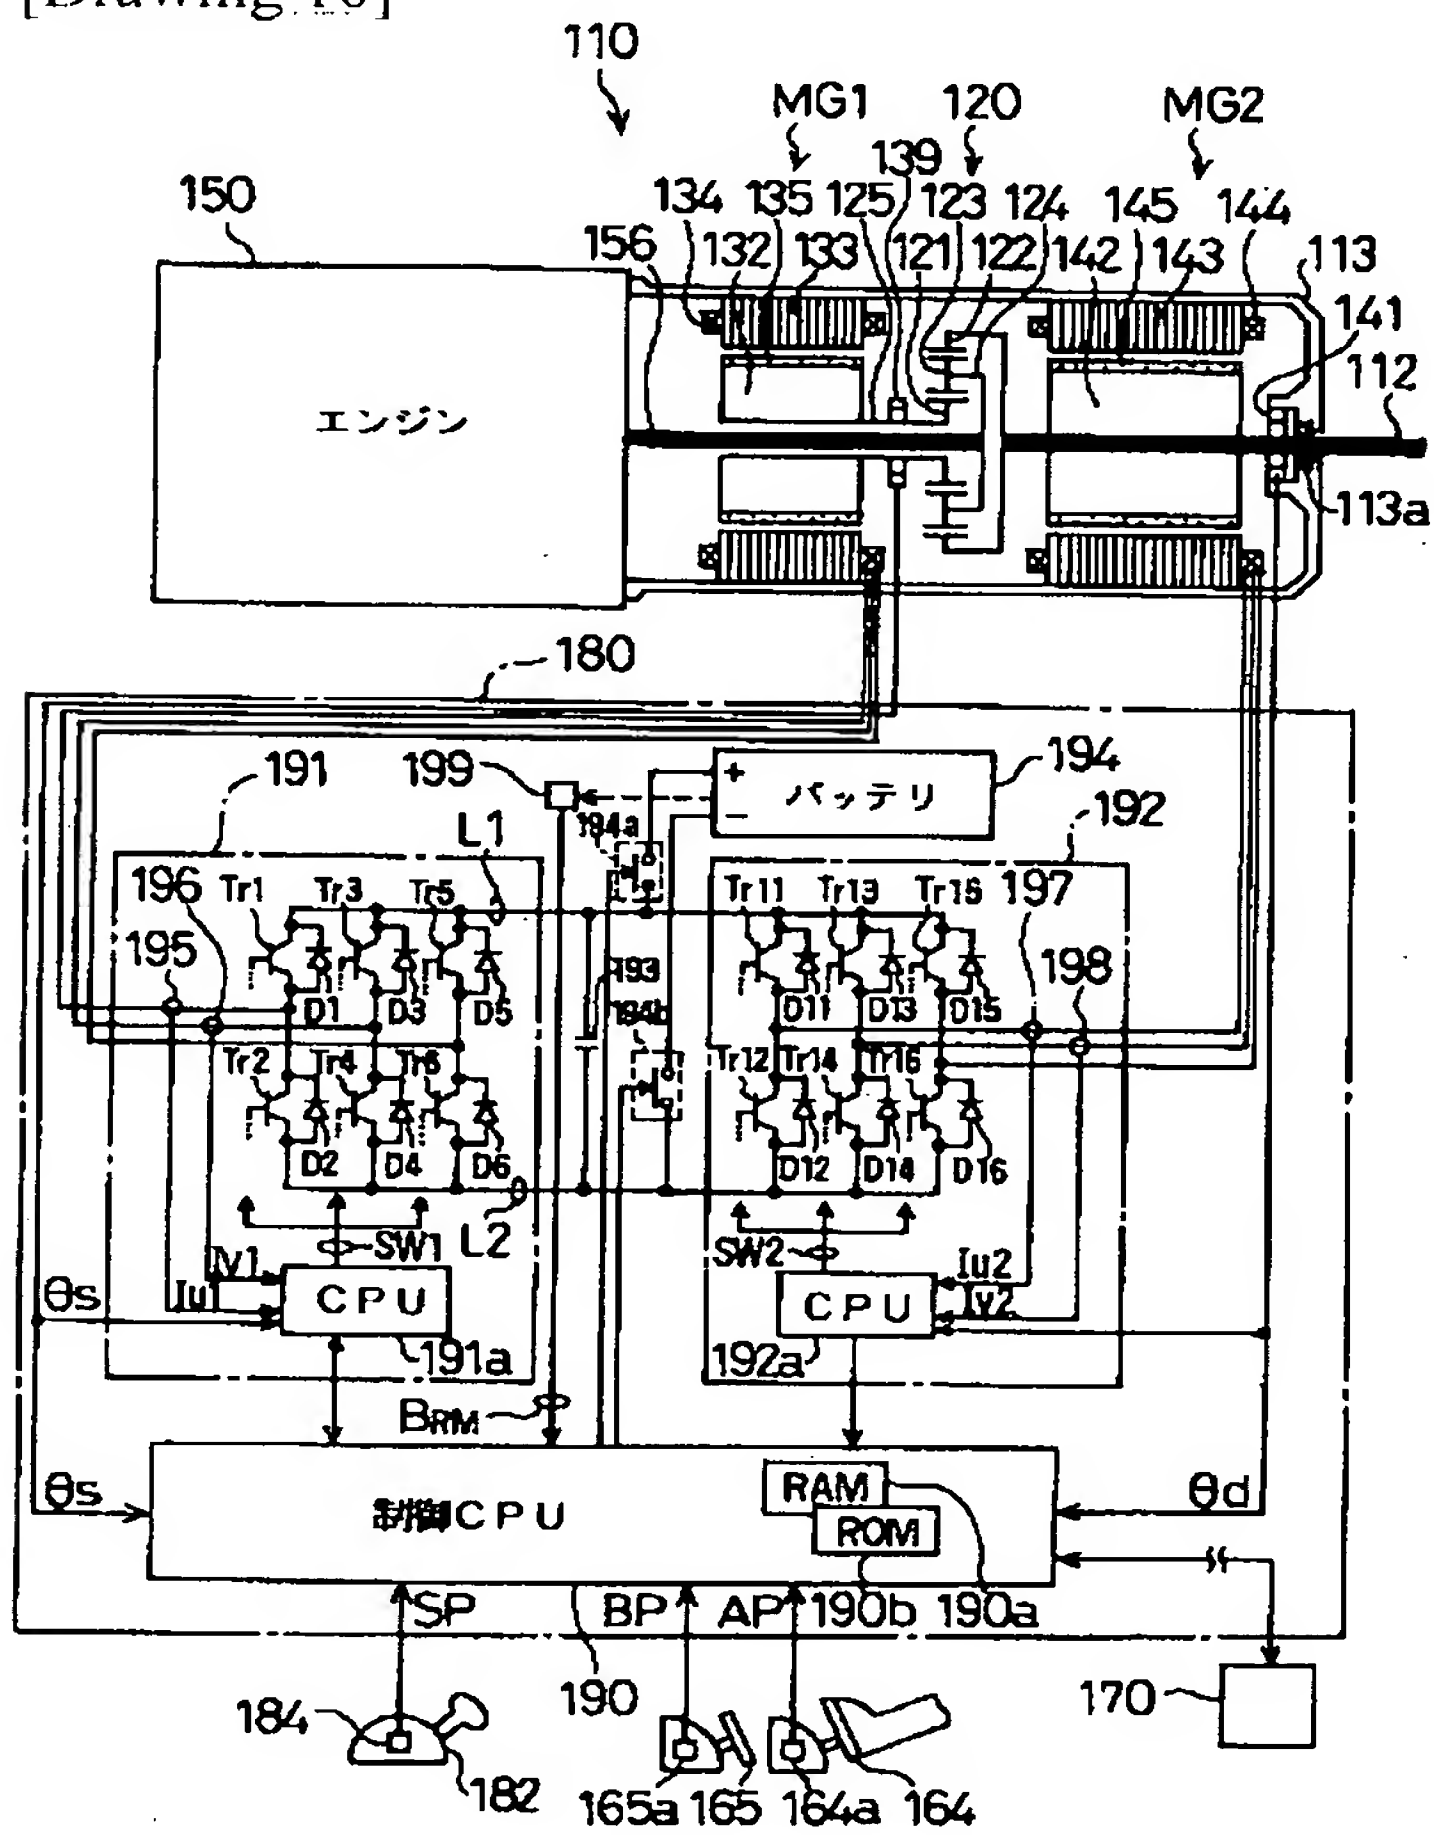 [Drawing 10]
110
MG1 120 MG2
139
150
134 135 125 123 124 145 144
156 132 133 121 122 142 143 113
141
112
エンジン
113a
180
191 199 + バッテリ 194
−
194a 192
L1
196 Tr1 Tr3 Tr5 Tr11 Tr13 Tr15 197
195 193 198
D1 D3 D5 194b D11 D13 D15
Tr2 Tr4 Tr6 Tr12 Tr14 Tr16
D2 D4 D6 D12 D14 D16
SW1 L2 SW2
Iv1 Iu2
θs Iu1 CPU CPU Iv2
191a 192a
BRM
θs 制御CPU RAM θd
ROM
SP BP AP 190b 190a
184 190 170
182 165a 165 164a 164